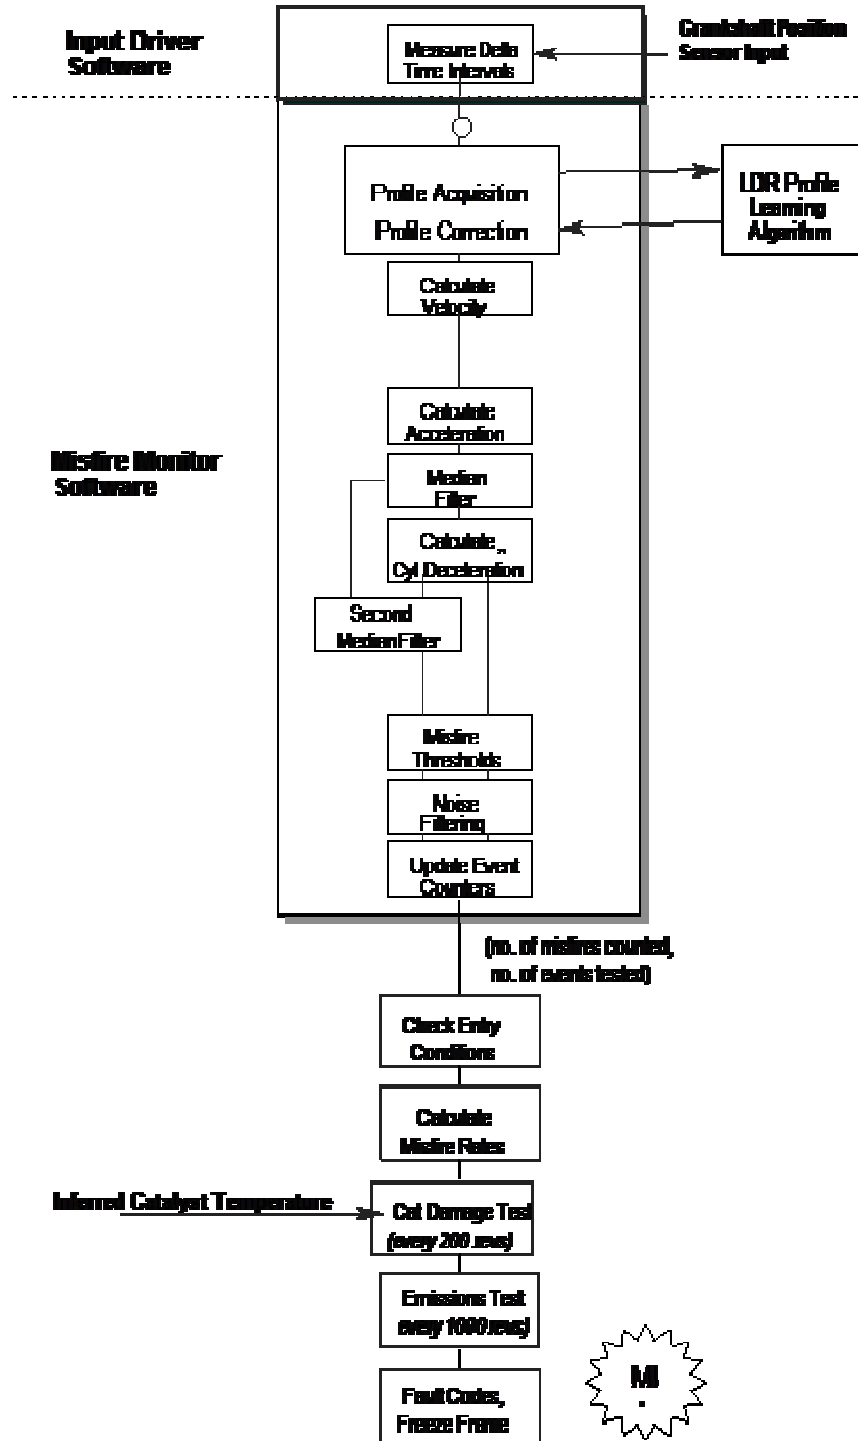 Input Driver
Software
Measure Delta
Time Intervals
Crankshaft Position
Sensor Input
Profile Acquisition
Profile Correction
LDR Profile
Learning
Algorithm
Calculate
Velocity
Calculate
Acceleration
Misfire Monitor
Software
Median
Filter
Calculate
Cyl.Deceleration
Second
Median Filter
Misfire
Thresholds
Noise
Filtering
Update Event
Counters
(no. of misfires counted,
no. of events tested)
Check Entry
Conditions
Calculate
Misfire Rates
Inferred Catalyst Temperature
Cat Damage Test
(every 200 revs)
Emissions Test
every 1000 revs)
Fault Codes,
Freeze Frame